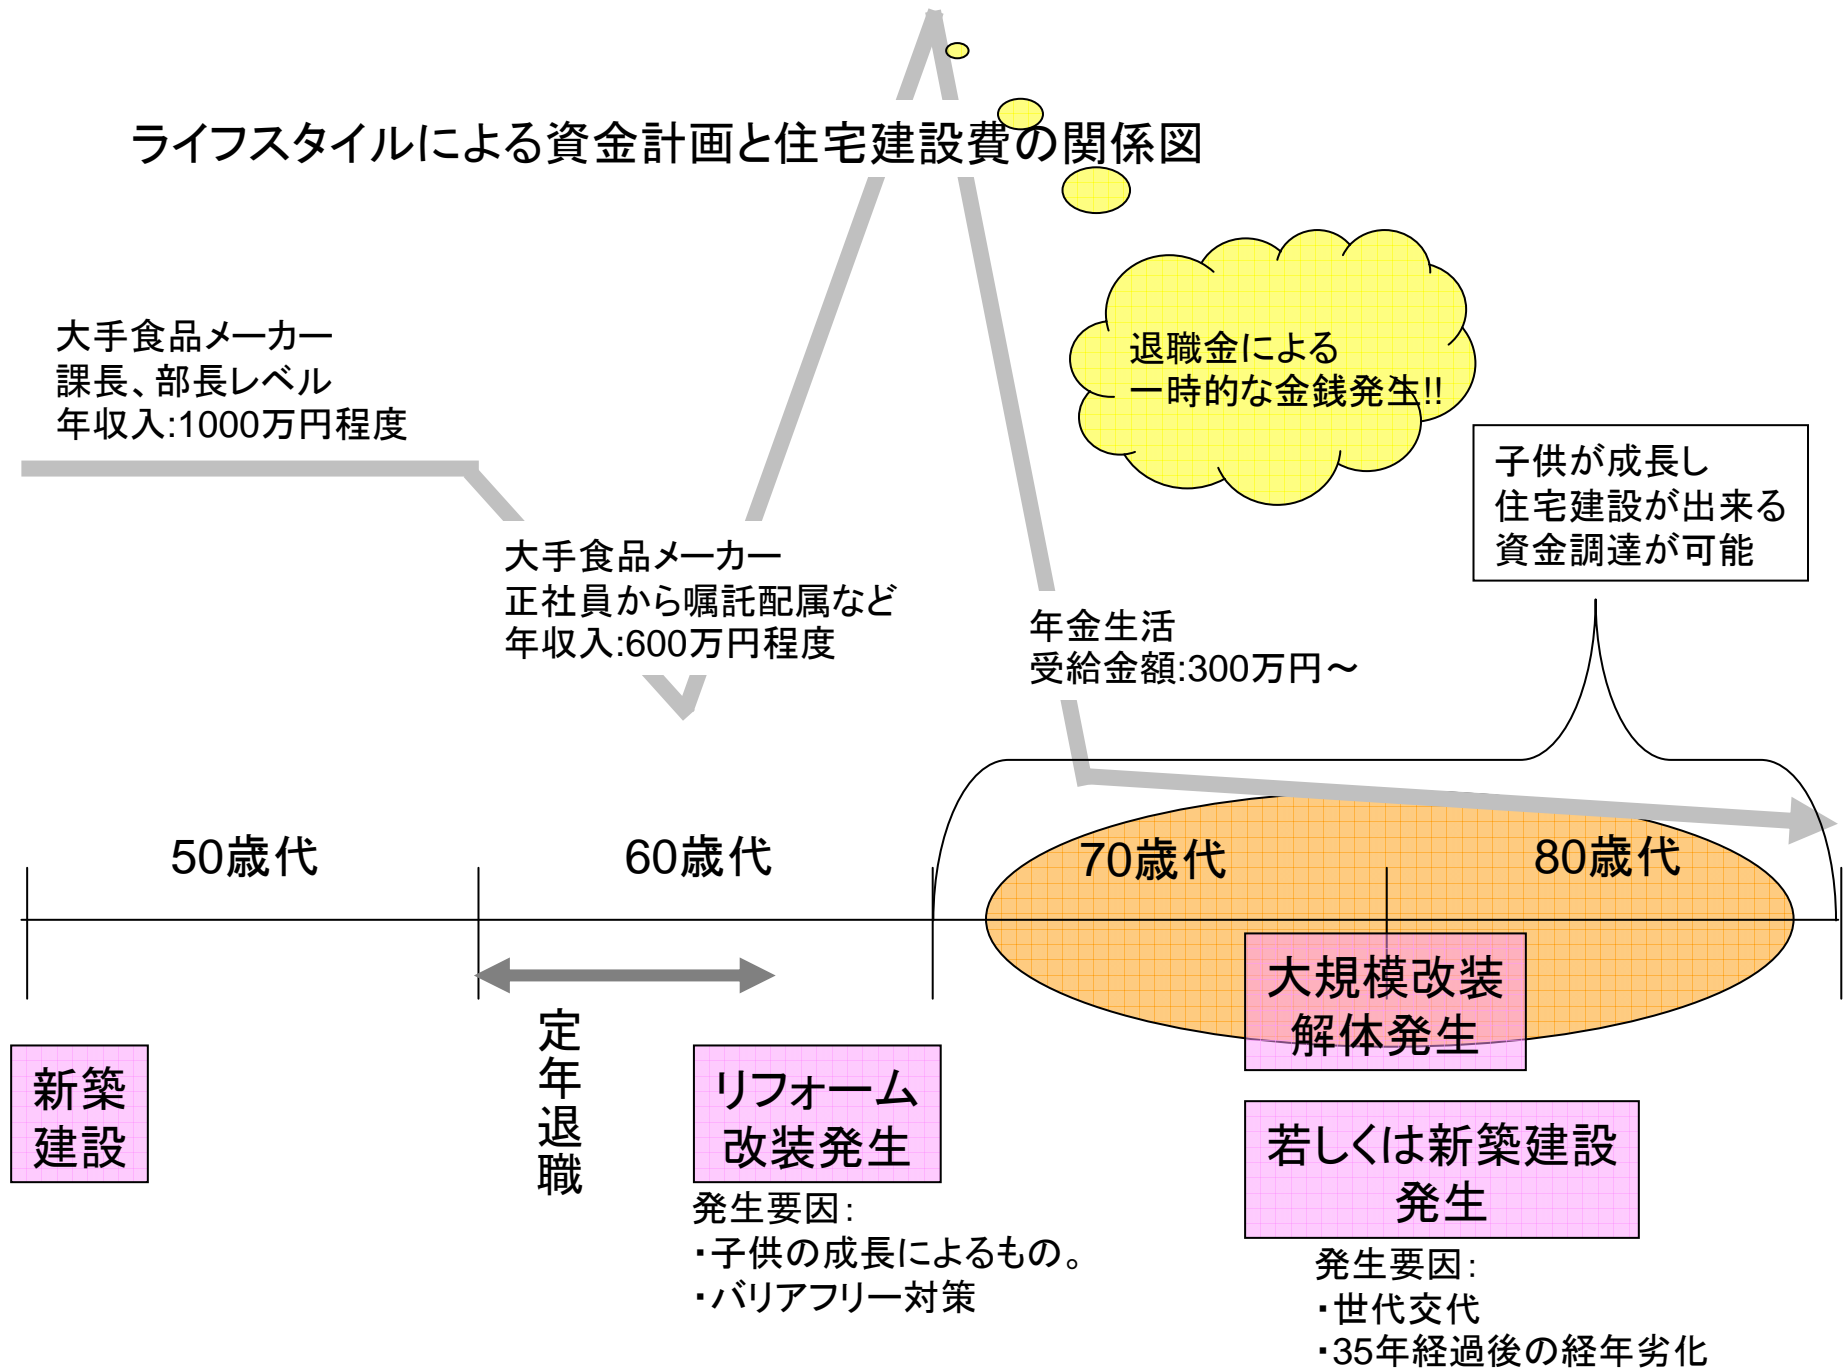 ライフスタイルによる資金計画と住宅建設費の関係図
大手食品メーカー
課長、部長レベル
年収入:1000万円程度
退職金による
一時的な金銭発生!!
子供が成長し
住宅建設が出来る
資金調達が可能
大手食品メーカー
正社員から嘱託配属など
年収入:600万円程度
年金生活
受給金額:300万円～
50歳代
60歳代
70歳代
80歳代
定年退職
新築
建設
リフォーム
改装発生
発生要因：
・子供の成長によるもの。
・バリアフリー対策
大規模改装
解体発生
若しくは新築建設
発生
発生要因：
・世代交代
・35年経過後の経年劣化